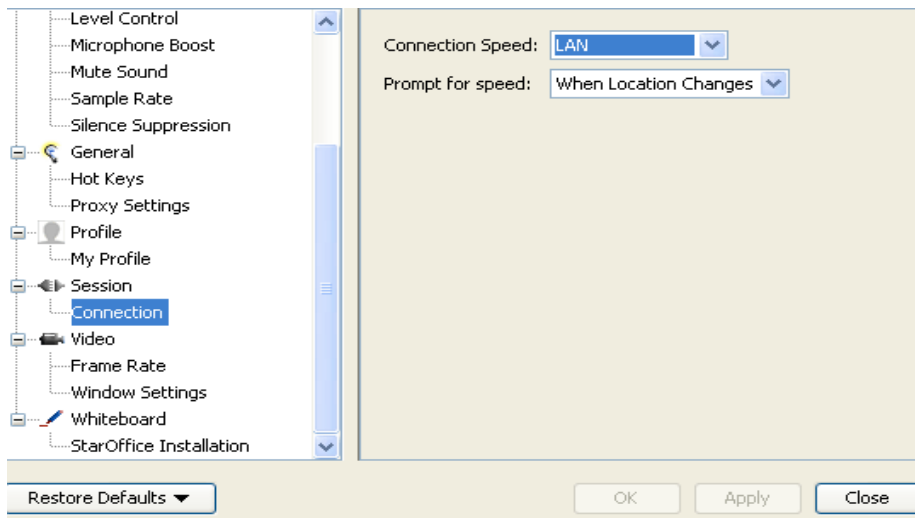 Level Control
Microphone Boost
Mute Sound
Sample Rate
Silence Suppression
General
Hot Keys
Proxy Settings
Profile
My Profile
Session
Connection
Video
Frame Rate
Window Settings
Whiteboard
StarOffice Installation
Connection Speed: LAN
Prompt for speed: When Location Changes
Restore Defaults OK Apply Close